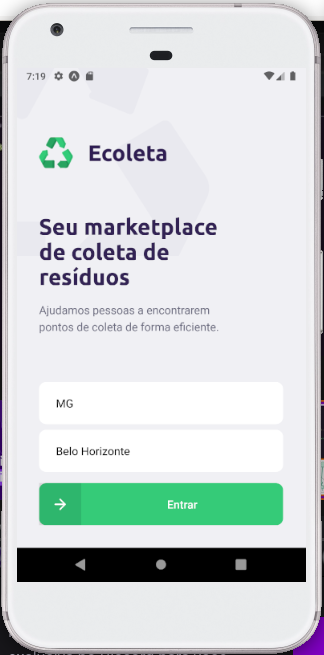 7:19
Ecoleta
Seu marketplace
de coleta de
resíduos
Ajudamos pessoas a encontrarem
pontos de coleta de forma eficiente.
MG
Belo Horizonte
Entrar